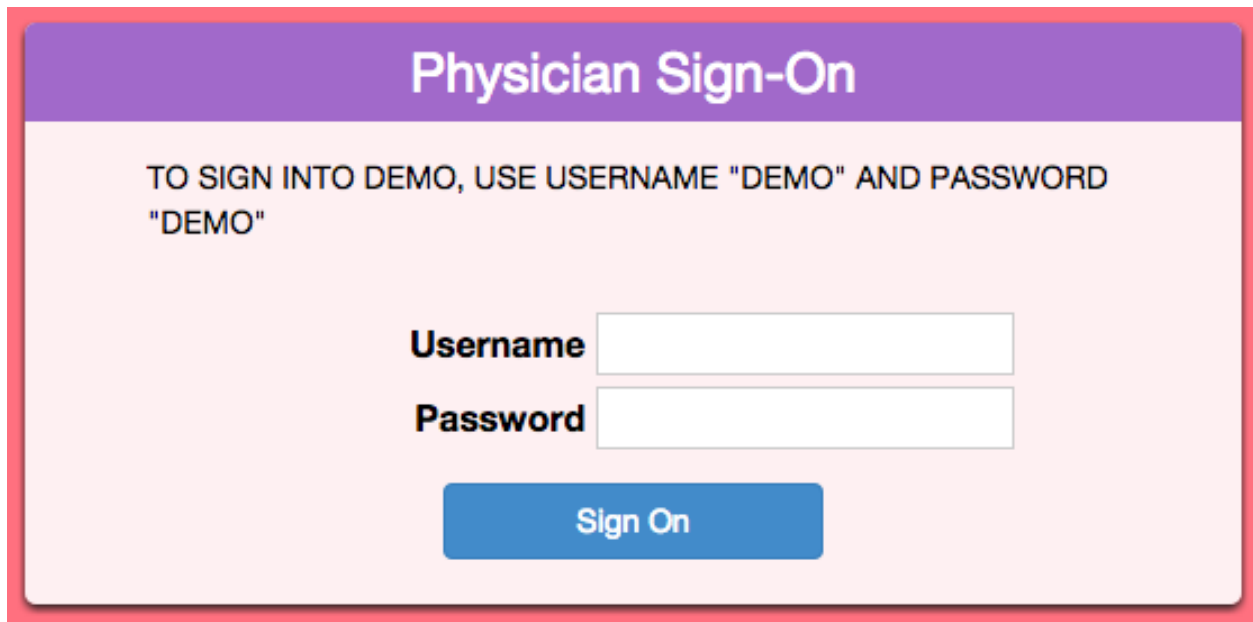 Physician Sign-On
TO SIGN INTO DEMO, USE USERNAME "DEMO" AND PASSWORD
"DEMO"
Username
Password
Sign On